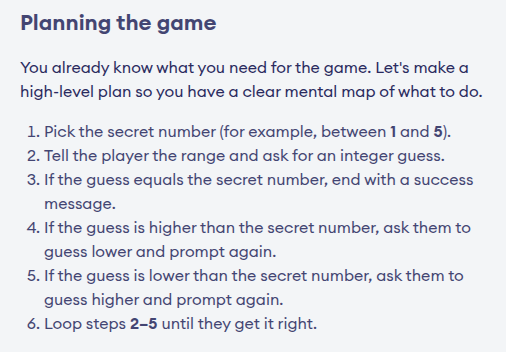 Planning the game
You already know what you need for the game. Let's make a
high-level plan so you have a clear mental map of what to do.
1. Pick the secret number (for example, between 1 and 5).
2. Tell the player the range and ask for an integer guess.
3. If the guess equals the secret number, end with a success
message.
4. If the guess is higher than the secret number, ask them to
guess lower and prompt again.
5. If the guess is lower than the secret number, ask them to
guess higher and prompt again.
6. Loop steps 2–5 until they get it right.